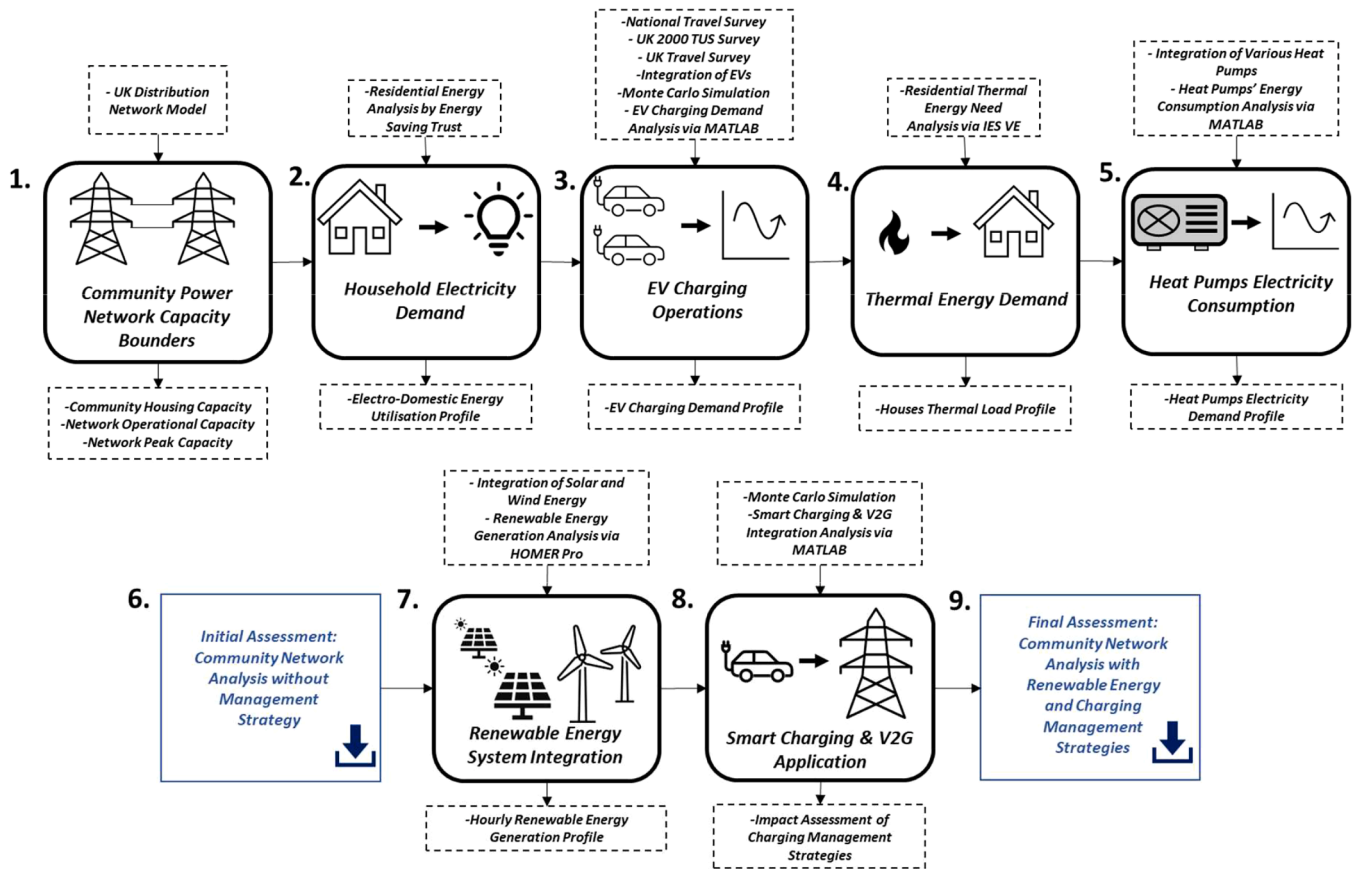 - UK Distribution
Network Model
1.
Community Power
Network Capacity
Bounders
-Community Housing Capacity
-Network Operational Capacity
-Network Peak Capacity
-Residential Energy
Analysis by Energy
Saving Trust
2.
Household Electricity
Demand
-Electro-Domestic Energy
Utilisation Profile
-National Travel Survey
- UK 2000 TUS Survey
- UK Travel Survey
-Integration of EVs
-Monte Carlo Simulation
- EV Charging Demand
Analysis via MATLAB
3.
EV Charging
Operations
-EV Charging Demand Profile
-Residential Thermal
Energy Need
Analysis via IES VE
4.
Thermal Energy Demand
-Houses Thermal Load Profile
- Integration of Various Heat
Pumps
- Heat Pumps’ Energy
Consumption Analysis via
MATLAB
5.
Heat Pumps Electricity
Consumption
-Heat Pumps Electricity
Demand Profile
6.
Initial Assessment:
Community Network
Analysis without
Management
Strategy
- Integration of Solar and
Wind Energy
- Renewable Energy
Generation Analysis via
HOMER Pro
7.
Renewable Energy
System Integration
-Hourly Renewable Energy
Generation Profile
-Monte Carlo Simulation
-Smart Charging & V2G
Integration Analysis via
MATLAB
8.
Smart Charging & V2G
Application
-Impact Assessment of
Charging Management
Strategies
9.
Final Assessment:
Community Network
Analysis with
Renewable Energy
and Charging
Management
Strategies